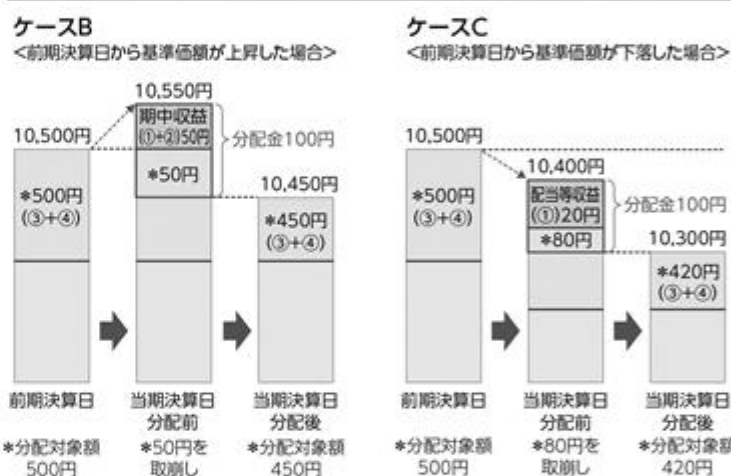 ケースB
<前期決算日から基準価額が上昇した場合>
10,550円
期中収益
(①+②)50円
分配金100円
10,500円
*50円
*500円
(③+④)
10,450円
*450円
(③+④)
前期決算日
当期決算日
分配前
当期決算日
分配後
*分配対象額
500円
*50円を
取崩し
*分配対象額
450円
ケースC
<前期決算日から基準価額が下落した場合>
10,500円
10,400円
配当等収益
(①)20円
分配金100円
*80円
*500円
(③+④)
10,300円
*420円
(③+④)
前期決算日
当期決算日
分配前
当期決算日
分配後
*分配対象額
500円
*80円を
取崩し
*分配対象額
420円